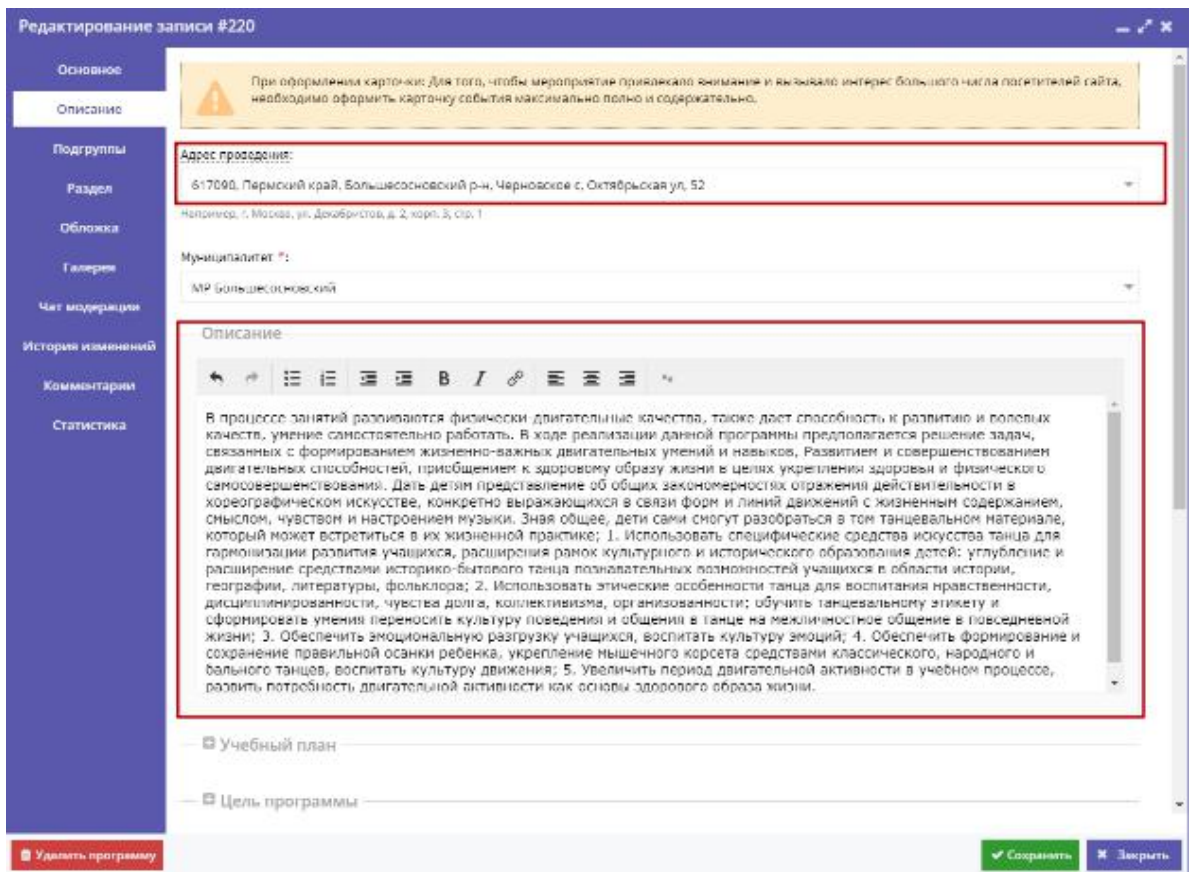 Редактирование записи #220
Основное
Описание
Подгруппы
Раздел
Обложка
Галерея
Чат модерации
История изменений
Комментарии
Статистика
При оформлении карточки: Для того, чтобы мероприятие привлекало внимание и вызывало интерес большого числа посетителей сайта,
необходимо оформить карточку события максимально полно и содержательно.
Адрес проведения:
617090, Пермский край, Большесосновский р-н, Черновское с, Октябрьская ул, 52
Например, г. Москва, ул. Декабристов, д. 2, корп. 3, стр. 1
Муниципалитет *:
МР Большесосновский
Описание
В процессе занятий развиваются физически-двигательные качества, также дает способность к развитию и волевых
качеств, умение самостоятельно работать. В ходе реализации данной программы предполагается решение задач,
связанных с формированием жизненно-важных двигательных умений и навыков, Развитием и совершенствованием
двигательных способностей, приобщением к здоровому образу жизни в целях укрепления здоровья и физического
самосовершенствования. Дать детям представление об общих закономерностях отражения действительности в
хореографическом искусстве, конкретно выражающихся в связи форм и линий движений с жизненным содержанием,
смыслом, чувством и настроением музыки. Зная общее, дети сами смогут разобраться в том танцевальном материале,
который может встретиться в их жизненной практике; 1. Использовать специфические средства искусства танца для
гармонизации развития учащихся, расширения рамок культурного и исторического образования детей: углубление и
расширение средствами историко-бытового танца познавательных возможностей учащихся в области истории,
географии, литературы, фольклора; 2. Использовать этические особенности танца для воспитания нравственности,
дисциплинированности, чувства долга, коллективизма, организованности; обучить танцевальному этикету и
сформировать умения переносить культуру поведения и общения в танце на межличностное общение в повседневной
жизни; 3. Обеспечить эмоциональную разгрузку учащихся, воспитать культуру эмоций; 4. Обеспечить формирование и
сохранение правильной осанки ребенка, укрепление мышечного корсета средствами классического, народного и
бального танцев, воспитать культуру движения; 5. Увеличить период двигательной активности в учебном процессе,
развить потребность двигательной активности как основы здорового образа жизни.
Учебный план
Цель программы
Удалить программу
Сохранить
Закрыть